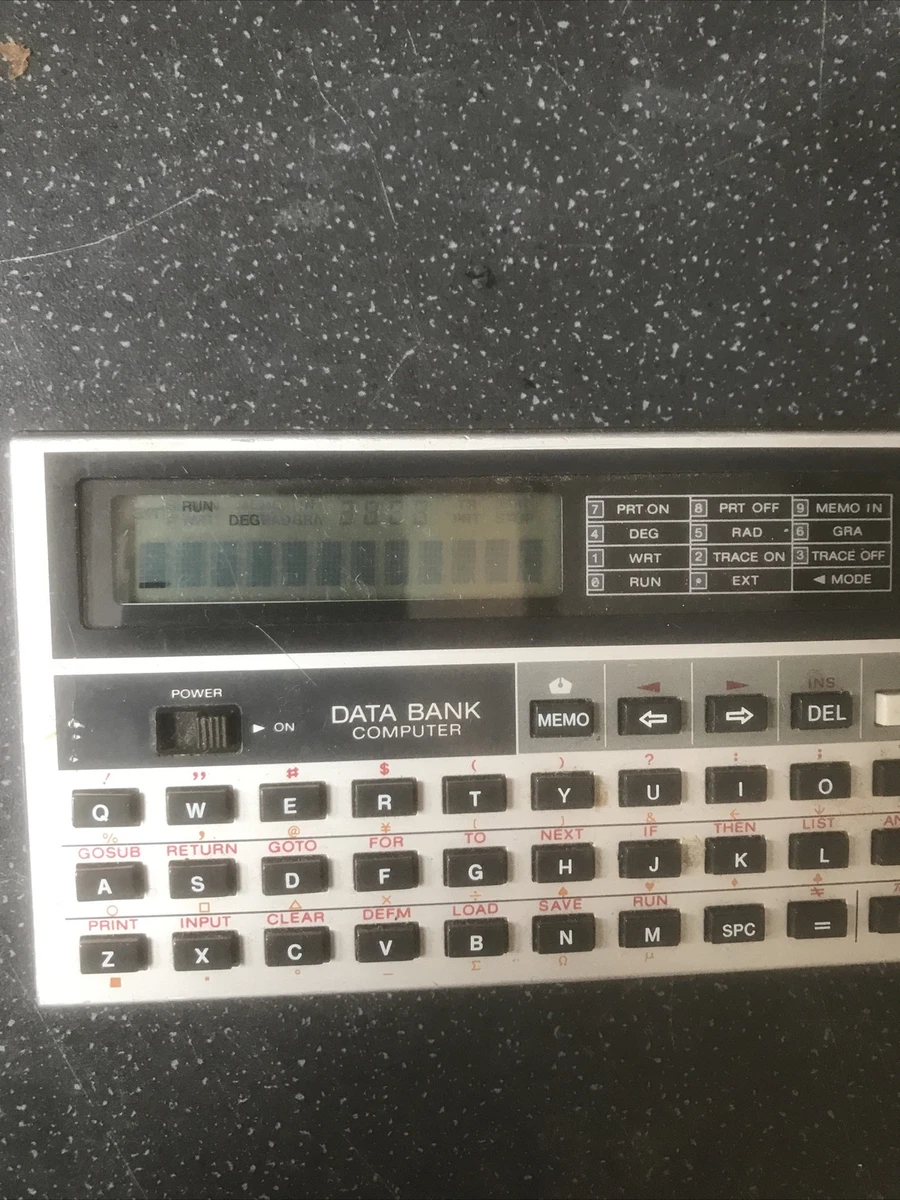 RUN
DEG
7 PRT ON 8 PRT OFF 9 MEMO IN
4 DEG 5 RAD 6 GRA
1 WRT 2 TRACE ON 3 TRACE OFF
0 RUN • EXT ◄ MODE
POWER
► ON
DATA BANK
COMPUTER
◄ ► INS
MEMO ⇦ ⇨ DEL
! ,, # $ ( ) ? : ;
Q W E R T Y U I O
% , @ ¥ &
GOSUB RETURN GOTO FOR TO NEXT IF THEN LIST
A S D F G H J K L
○ □ △ × ÷ ♠ ♥ ♦ ♣
PRINT INPUT CLEAR DEFM LOAD SAVE RUN ≠
Z X C V B N M SPC =
■ ° – Σ Ω µ